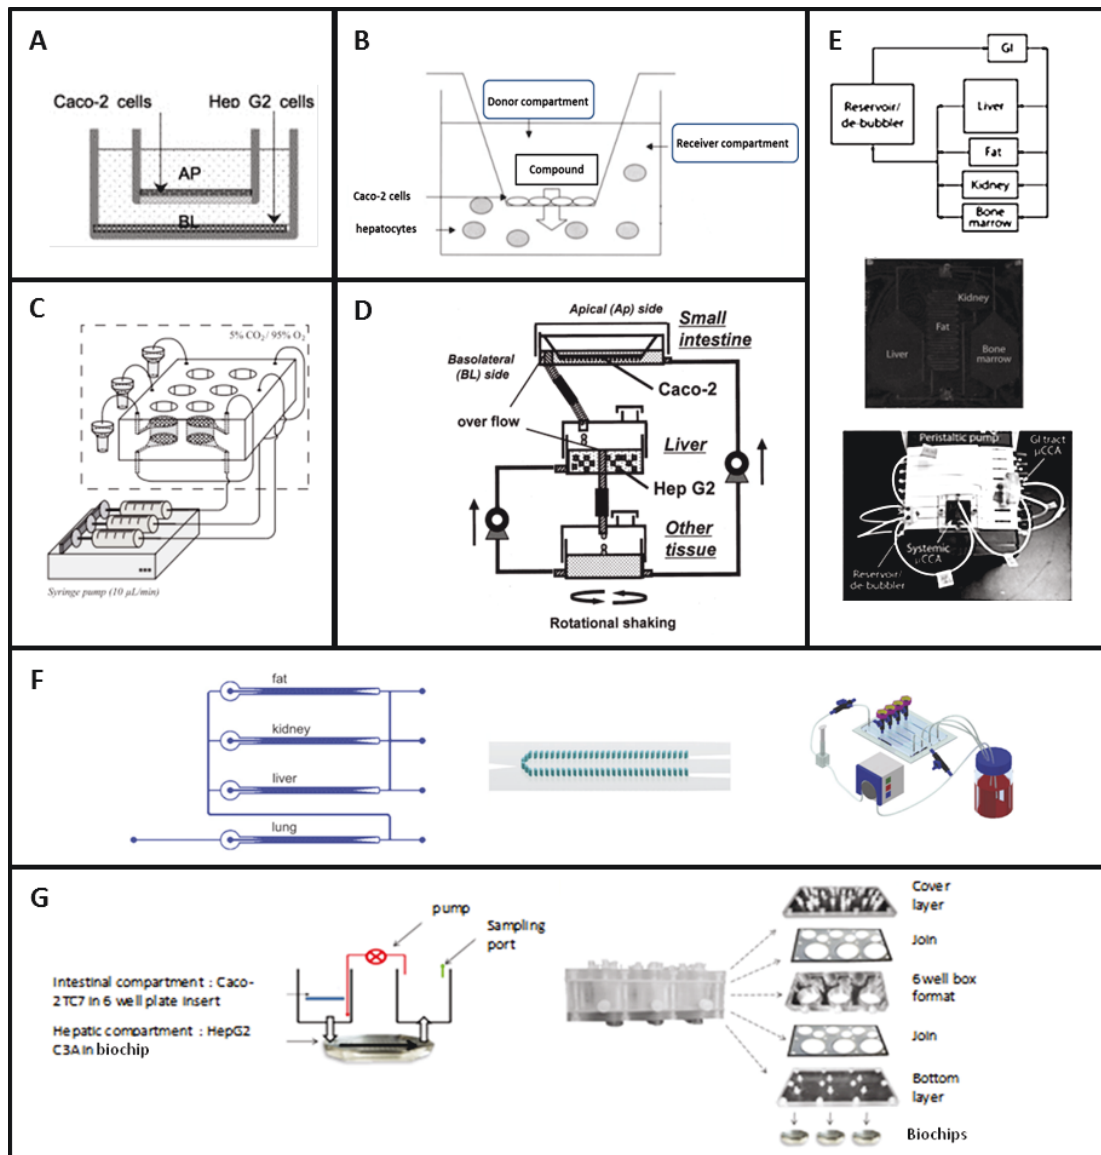 A
Caco-2 cells
Hep G2 cells
AP
BL
B
Donor compartment
Receiver compartment
Compound
Caco-2 cells
hepatocytes
C
5% CO2 / 95% O2
Syringe pump (10 µL/min)
D
Apical (Ap) side
Small
intestine
Basolateral
(BL) side
Caco-2
over flow
Liver
Hep G2
Other
tissue
Rotational shaking
E
GI
Reservoir/
de-bubbler
Liver
Fat
Kidney
Bone
marrow
Kidney
Fat
Liver
Bone
marrow
Peristaltic pump
GI tract
µCCA
Systemic
µCCA
Reservoir/
de-bubbler
F
fat
kidney
liver
lung
G
pump
Sampling
port
Intestinal compartment : Caco-
2TC7 in 6 well plate insert
Hepatic compartment : HepG2
C3A in biochip
Cover
layer
Join
6well box
format
Join
Bottom
layer
Biochips